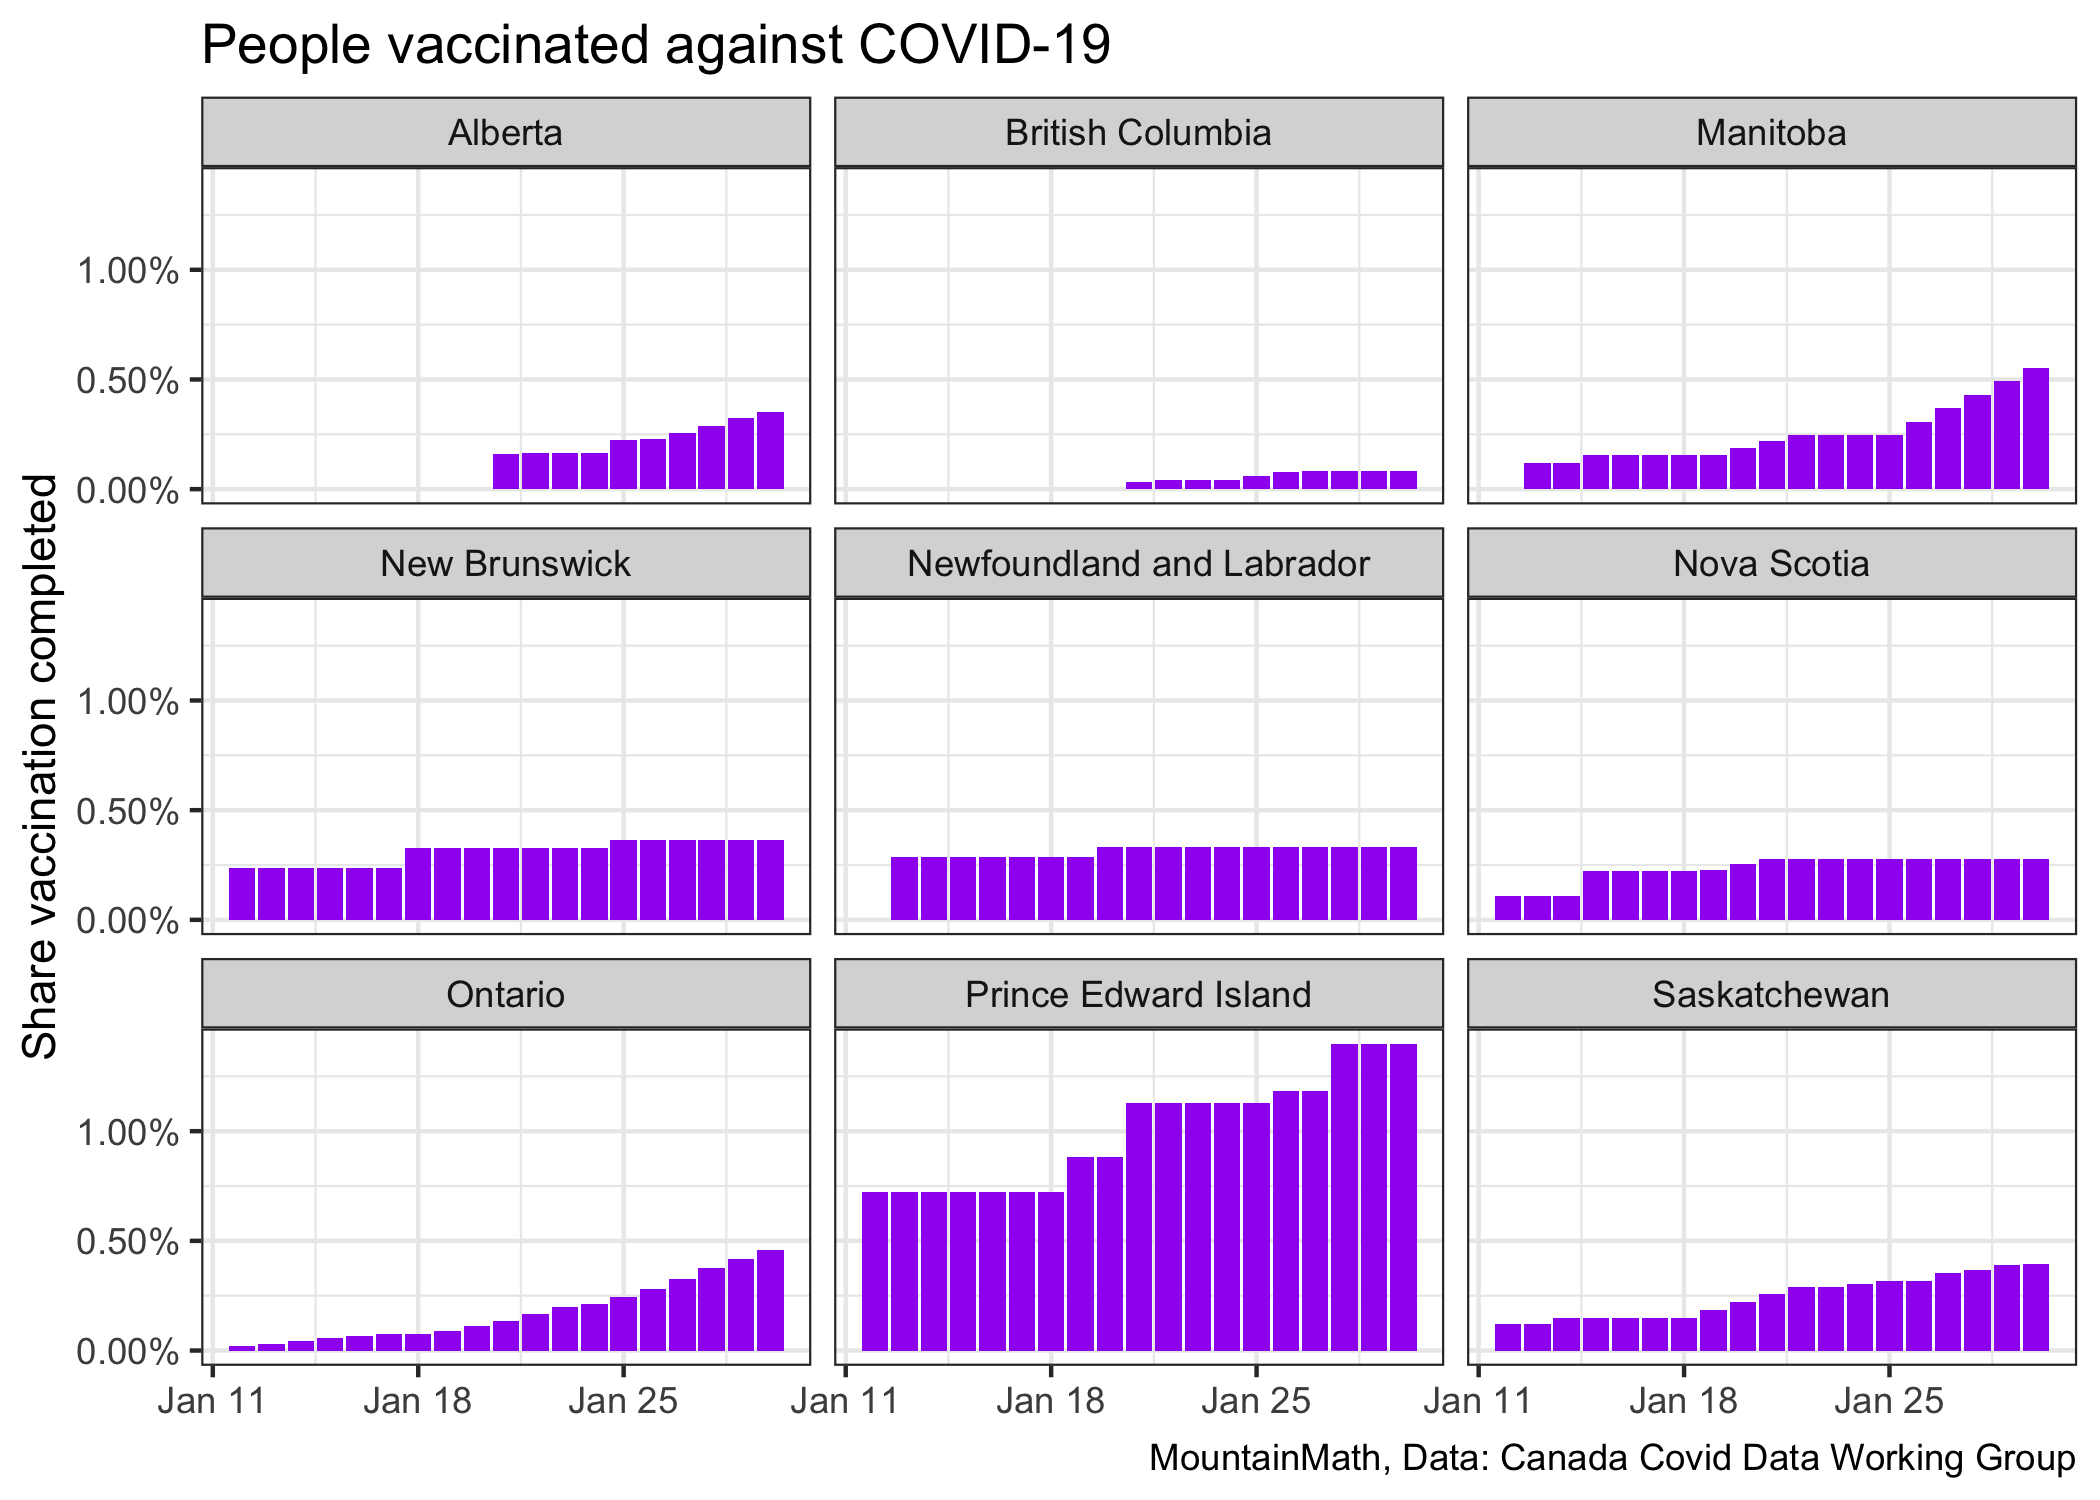 People vaccinated against COVID-19
Share vaccination completed
Alberta
British Columbia
Manitoba
1.00%
0.50%
0.00%
New Brunswick
Newfoundland and Labrador
Nova Scotia
1.00%
0.50%
0.00%
Ontario
Prince Edward Island
Saskatchewan
1.00%
0.50%
0.00%
Jan 11 Jan 18 Jan 25 Jan 11 Jan 18 Jan 25 Jan 11 Jan 18 Jan 25
MountainMath, Data: Canada Covid Data Working Group